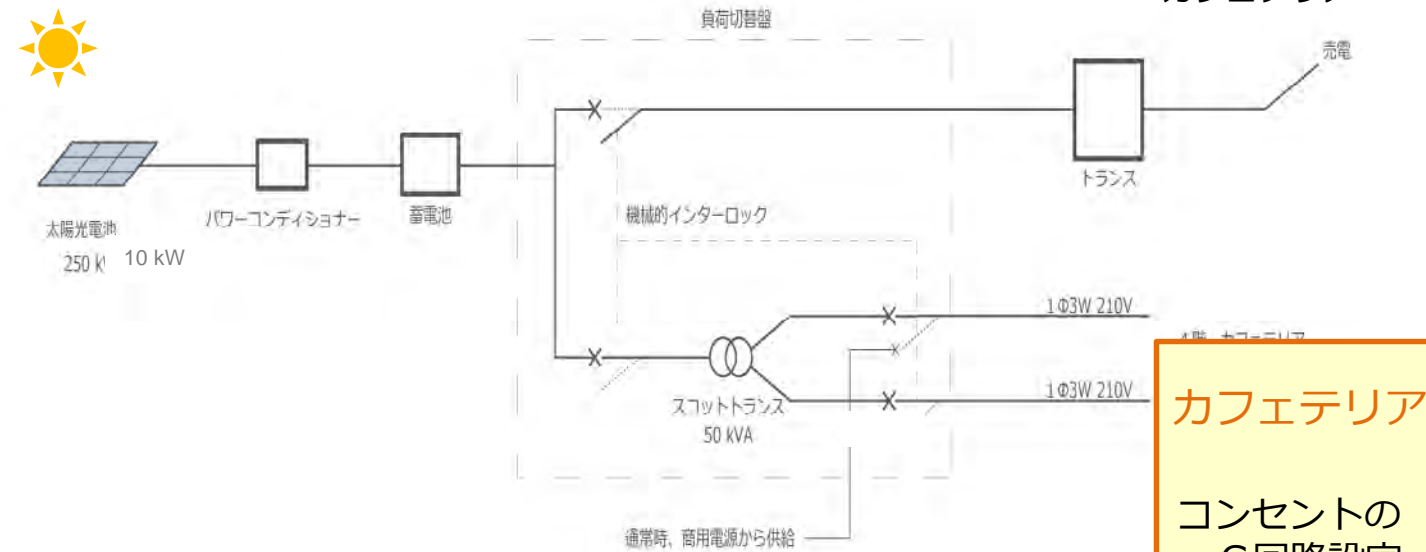 負荷切替盤
売電
トランス
パワーコンディショナー
蓄電池
機械的インターロック
太陽光電池
250 k
10 kW
1Φ3W 210V
スコットトランス
50 kVA
1Φ3W 210V
カフェテリア
コンセントの
通常時、商用電源から供給